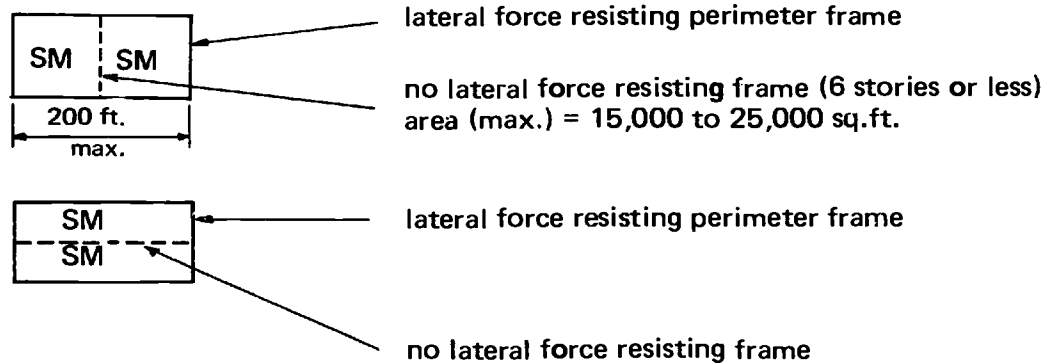 lateral force resisting perimeter frame
SM SM
no lateral force resisting frame (6 stories or less)
area (max.) = 15,000 to 25,000 sq.ft.
200 ft.
max.
SM
lateral force resisting perimeter frame
SM
no lateral force resisting frame